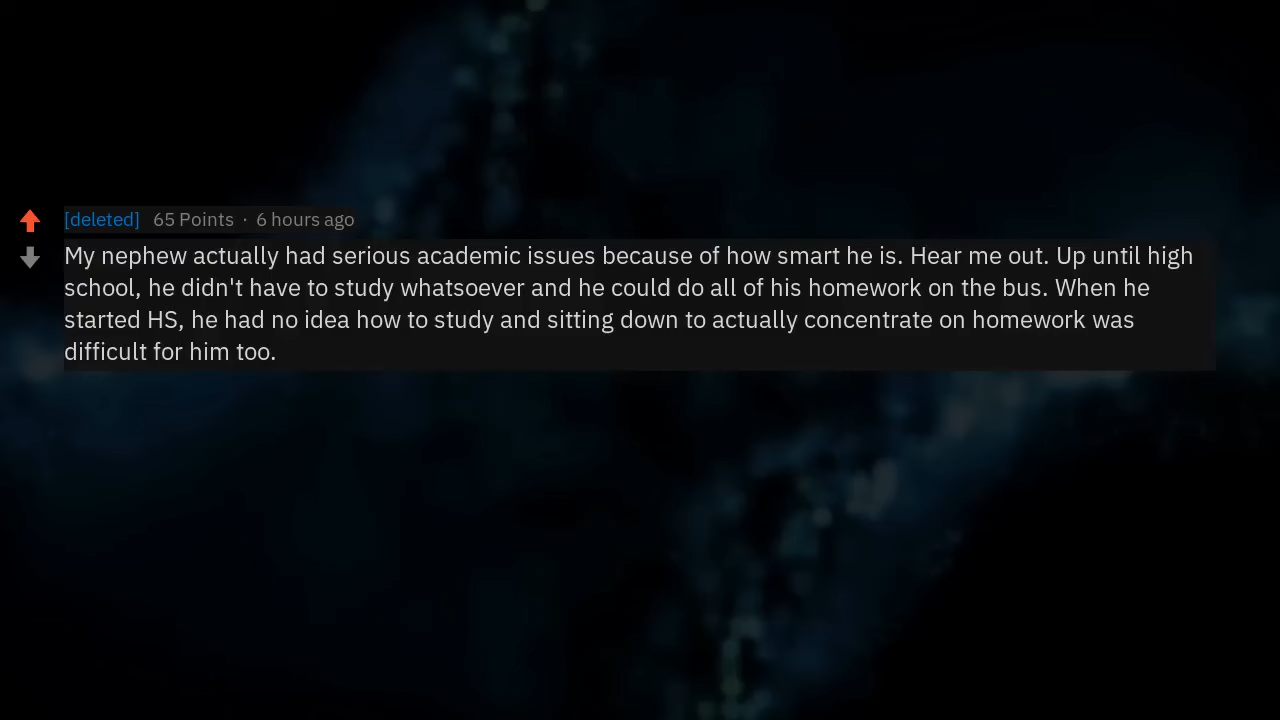 [deleted] 65 Points · 6 hours ago
My nephew actually had serious academic issues because of how smart he is. Hear me out. Up until high
school, he didn't have to study whatsoever and he could do all of his homework on the bus. When he
started HS, he had no idea how to study and sitting down to actually concentrate on homework was
difficult for him too.